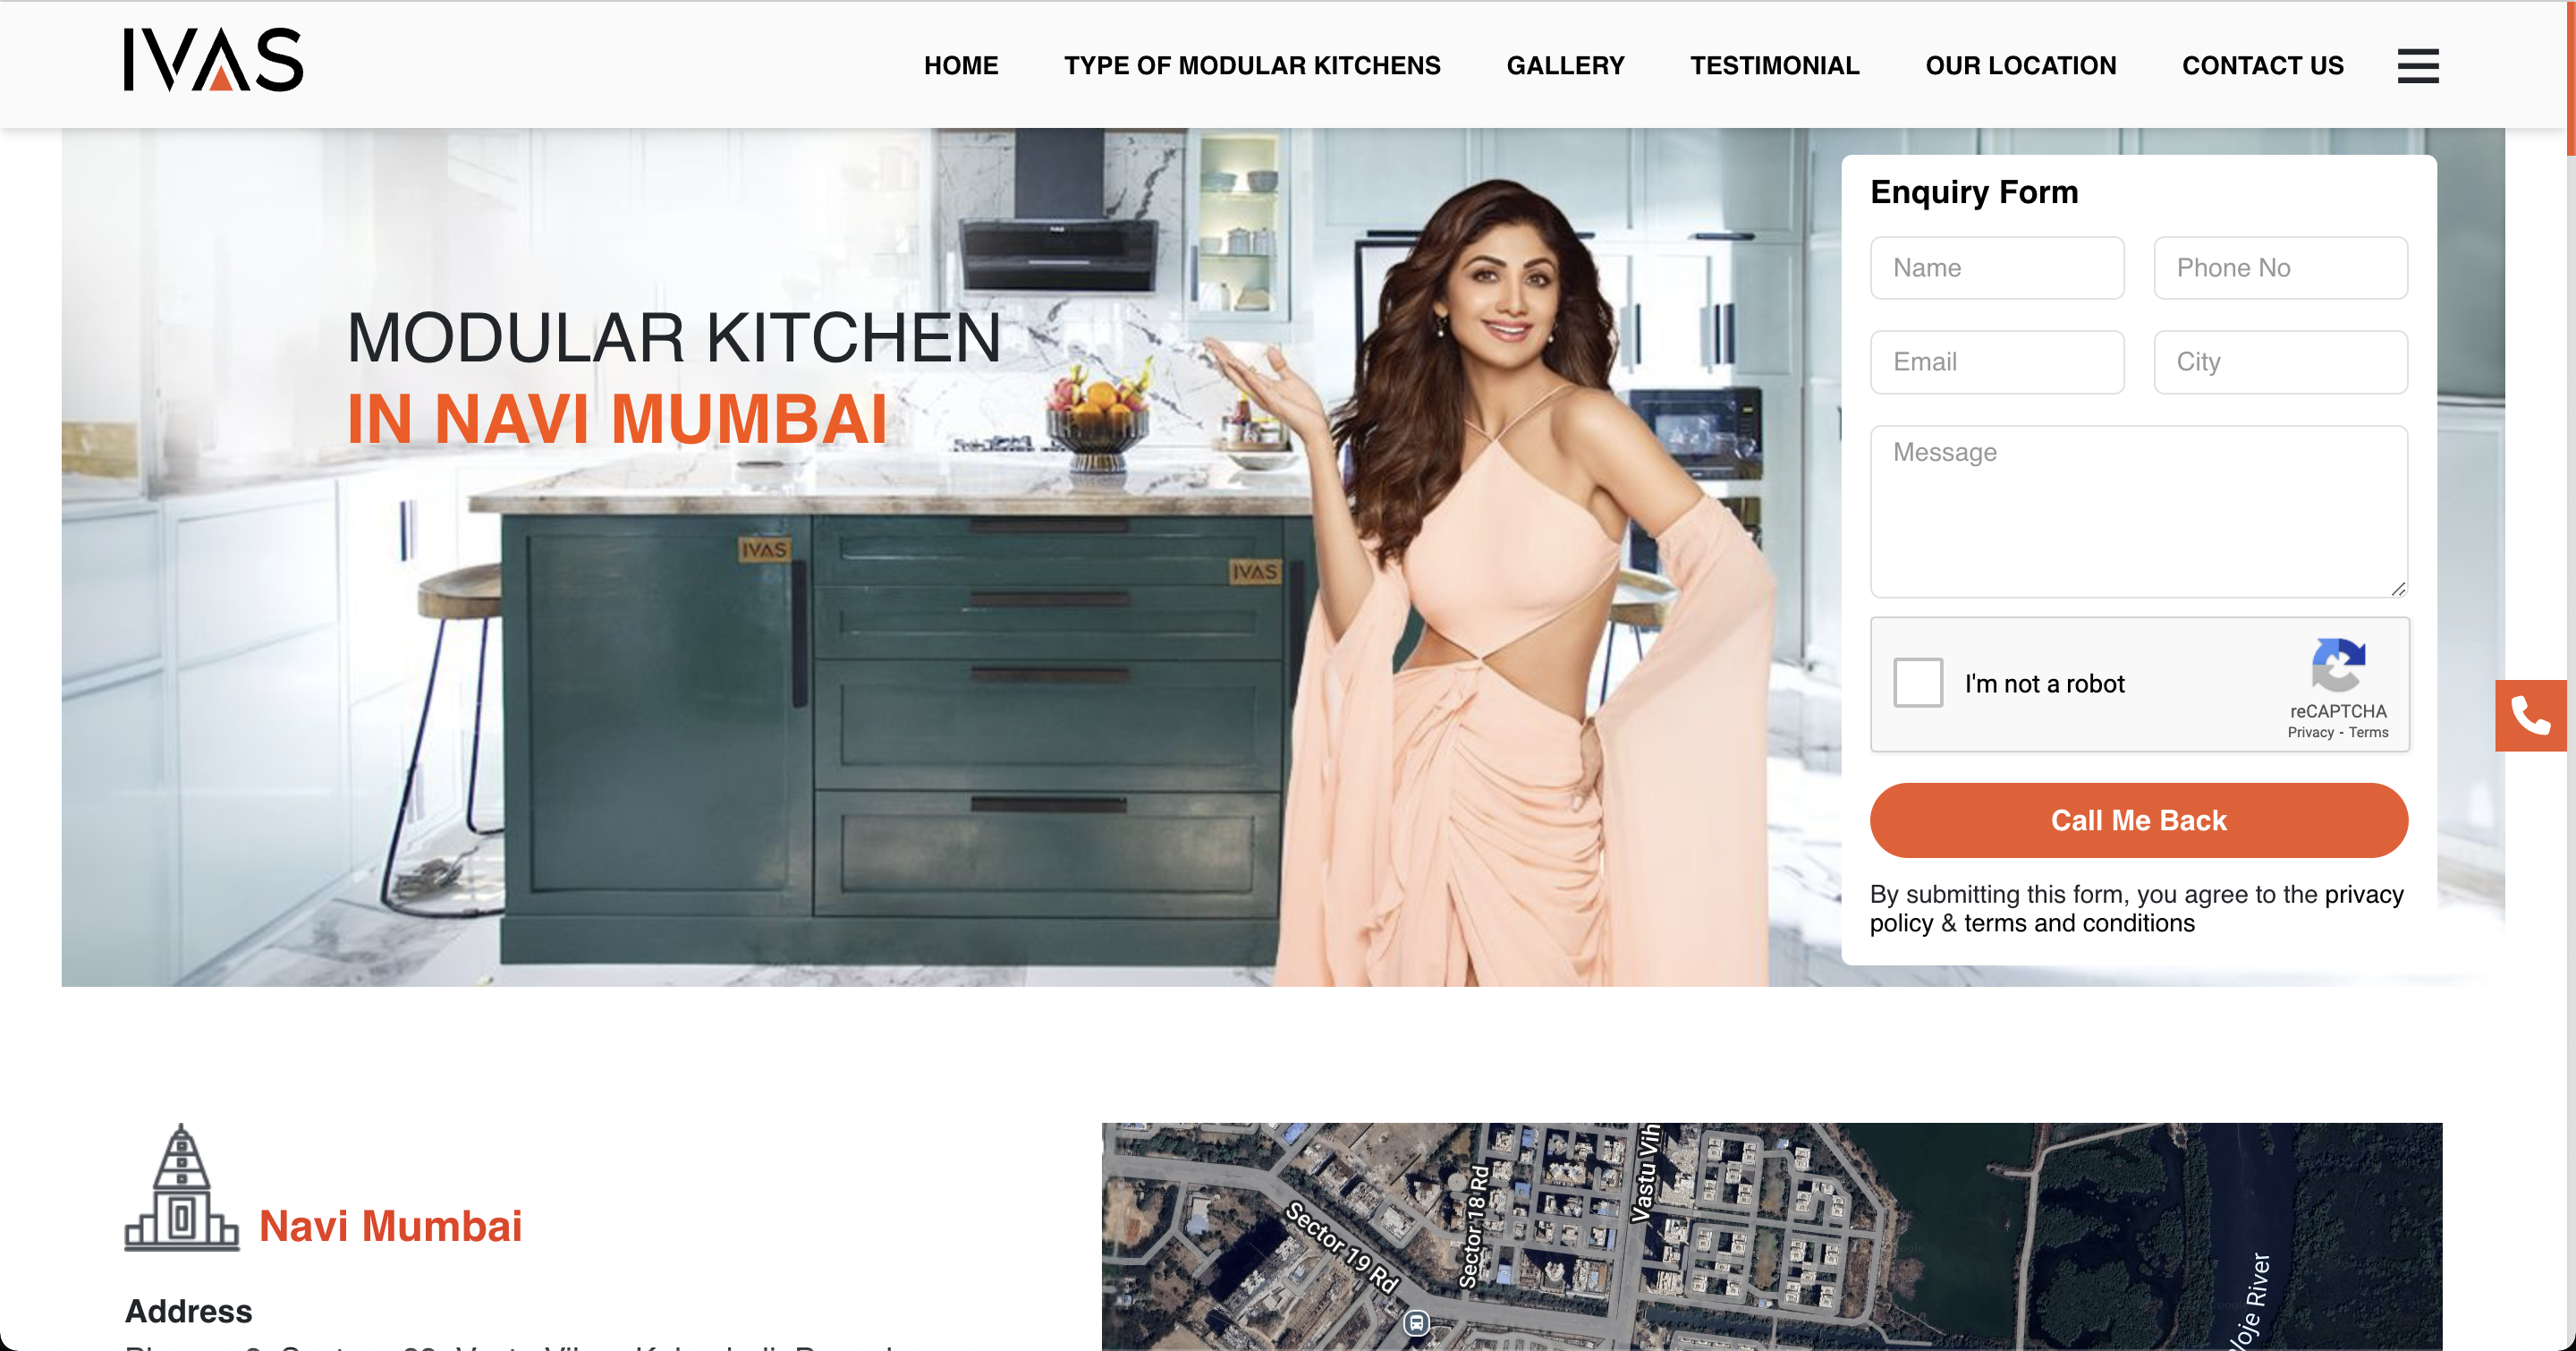 IVAS
HOME
TYPE OF MODULAR KITCHENS
GALLERY
TESTIMONIAL
OUR LOCATION
CONTACT US
MODULAR KITCHEN
IN NAVI MUMBAI
IVAS
IVAS
Enquiry Form
Name
Phone No
Email
City
Message
I'm not a robot
reCAPTCHA
Privacy - Terms
Call Me Back
By submitting this form, you agree to the privacy
policy & terms and conditions
Navi Mumbai
Address
Sector 19 Rd
Sector 18 Rd
Vastu Vih
River